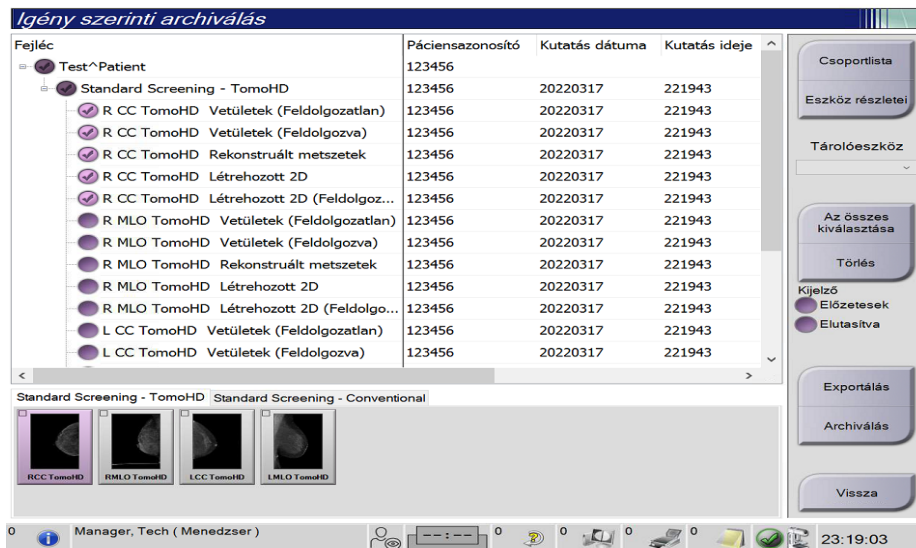 Igény szerinti archiválás
Fejléc Páciensazonosító Kutatás dátuma Kutatás ideje
Test^Patient 123456
Standard Screening - TomoHD 123456 20220317 221943
R CC TomoHD Vetületek (Feldolgozatlan) 123456 20220317 221943
R CC TomoHD Vetületek (Feldolgozva) 123456 20220317 221943
R CC TomoHD Rekonstruált metszetek 123456 20220317 221943
R CC TomoHD Létrehozott 2D 123456 20220317 221943
R CC TomoHD Létrehozott 2D (Feldolgoz... 123456 20220317 221943
R MLO TomoHD Vetületek (Feldolgozatlan) 123456 20220317 221943
R MLO TomoHD Vetületek (Feldolgozva) 123456 20220317 221943
R MLO TomoHD Rekonstruált metszetek 123456 20220317 221943
R MLO TomoHD Létrehozott 2D 123456 20220317 221943
R MLO TomoHD Létrehozott 2D (Feldolgo... 123456 20220317 221943
L CC TomoHD Vetületek (Feldolgozatlan) 123456 20220317 221943
L CC TomoHD Vetületek (Feldolgozva) 123456 20220317 221943
Standard Screening - TomoHD Standard Screening - Conventional
RCC TomoHD RMLO TomoHD LCC TomoHD LMLO TomoHD
Csoportlista
Eszköz részletei
Tárolóeszköz
Az összes
kiválasztása
Törlés
Kijelző
Előzetesek
Elutasítva
Exportálás
Archiválás
Vissza
0 Manager, Tech ( Menedzser ) --:-- 0 0 0 0 23:19:03